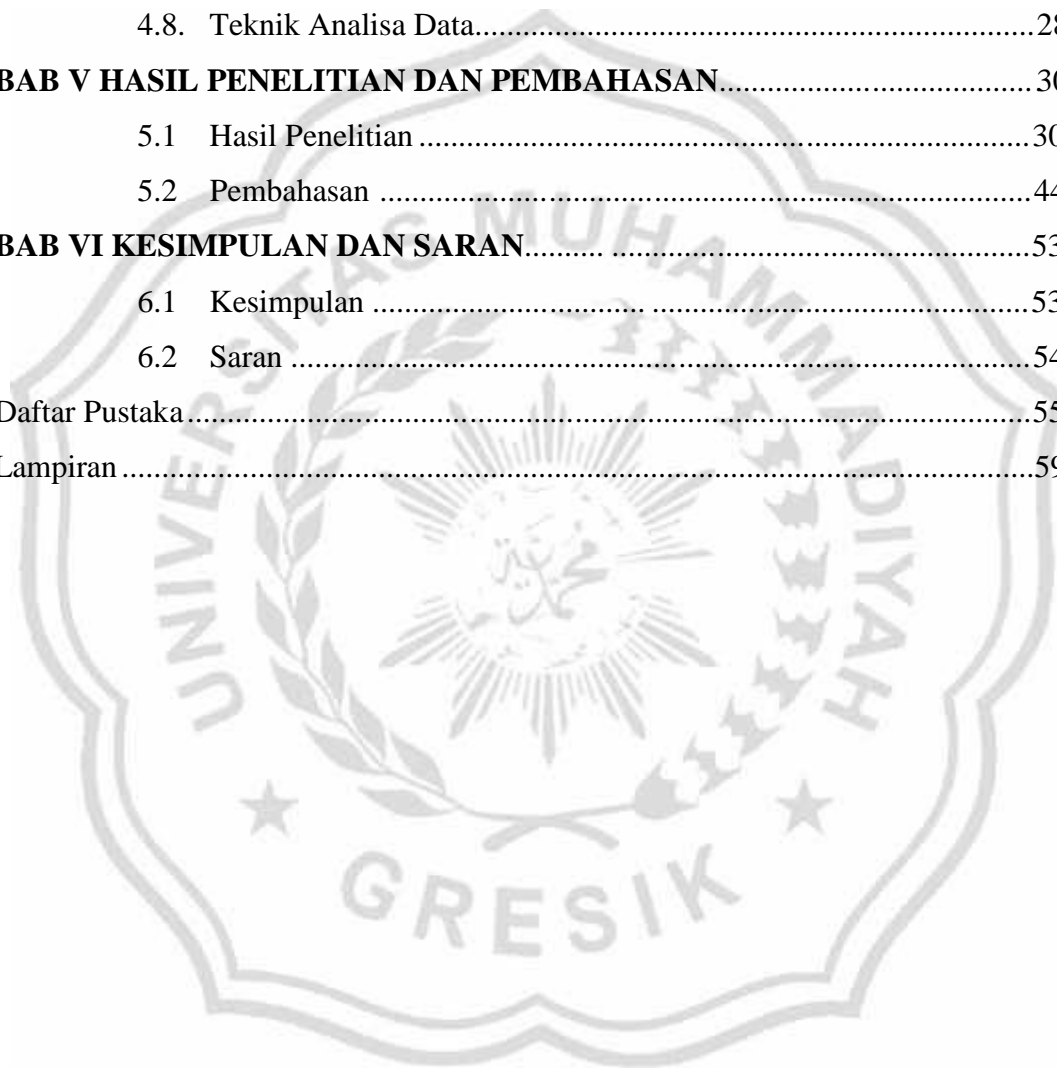 4.8. Teknik Analisa Data....................................................................28
BAB V HASIL PENELITIAN DAN PEMBAHASAN......................................30
5.1 Hasil Penelitian ..........................................................................30
5.2 Pembahasan ...............................................................................44
BAB VI KESIMPULAN DAN SARAN.......... .............................................53
6.1 Kesimpulan ................................. ..............................................53
6.2 Saran .........................................................................................54
Daftar Pustaka.....................................................................................................55
Lampiran .............................................................................................................59
UNIVERSITAS MUHAMMADIYAH
GRESIK